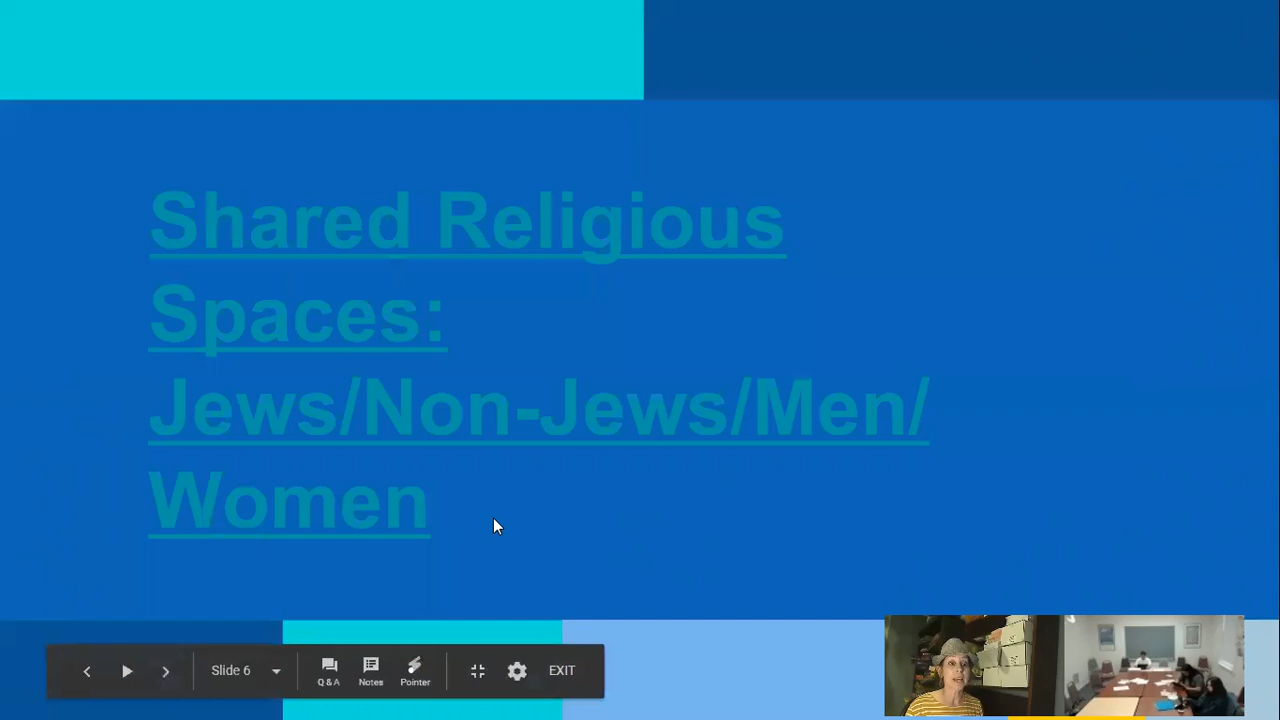 Shared Religious
Spaces:
Jews/Non-Jews/Men/
Women
Slide 6
Q & A
Notes
Pointer
EXIT